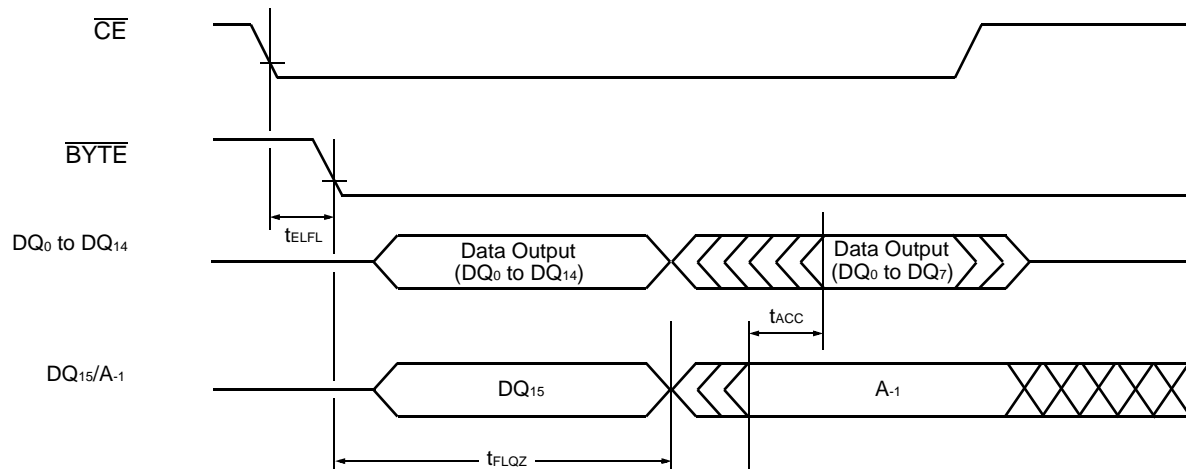 CE
BYTE
tELFL
DQ0 to DQ14
Data Output
(DQ0 to DQ14)
Data Output
(DQ0 to DQ7)
tACC
DQ15/A-1
DQ15
A-1
tFLQZ